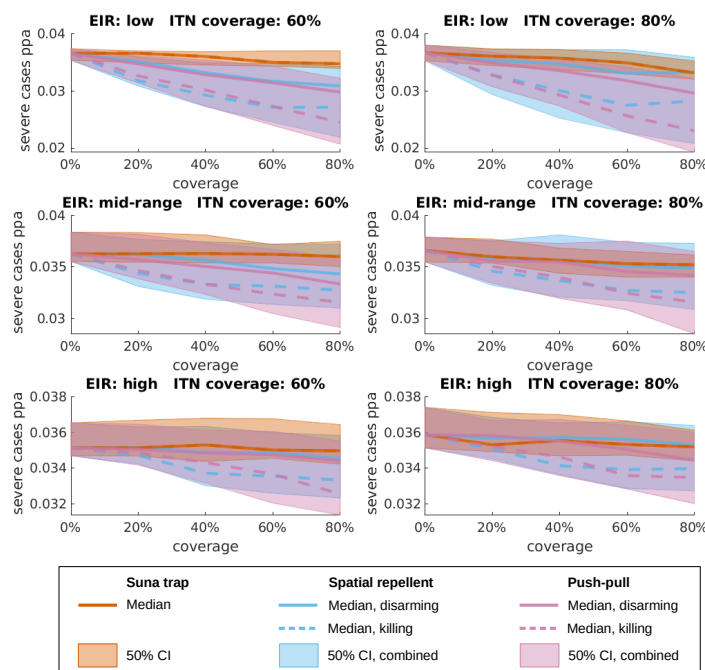 EIR: low   ITN coverage: 60%
EIR: low   ITN coverage: 80%
0.04
0.03
0.02
severe cases ppa
0% 20% 40% 60% 80%
coverage
0.04
0.03
0.02
severe cases ppa
0% 20% 40% 60% 80%
coverage
EIR: mid-range   ITN coverage: 60%
EIR: mid-range   ITN coverage: 80%
0.04
0.035
0.03
severe cases ppa
0% 20% 40% 60% 80%
coverage
0.04
0.035
0.03
severe cases ppa
0% 20% 40% 60% 80%
coverage
EIR: high   ITN coverage: 60%
EIR: high   ITN coverage: 80%
0.038
0.036
0.034
0.032
severe cases ppa
0% 20% 40% 60% 80%
coverage
0.038
0.036
0.034
0.032
severe cases ppa
0% 20% 40% 60% 80%
coverage
Suna trap
Median
50% CI
Spatial repellent
Median, disarming
Median, killing
50% CI, combined
Push-pull
Median, disarming
Median, killing
50% CI, combined